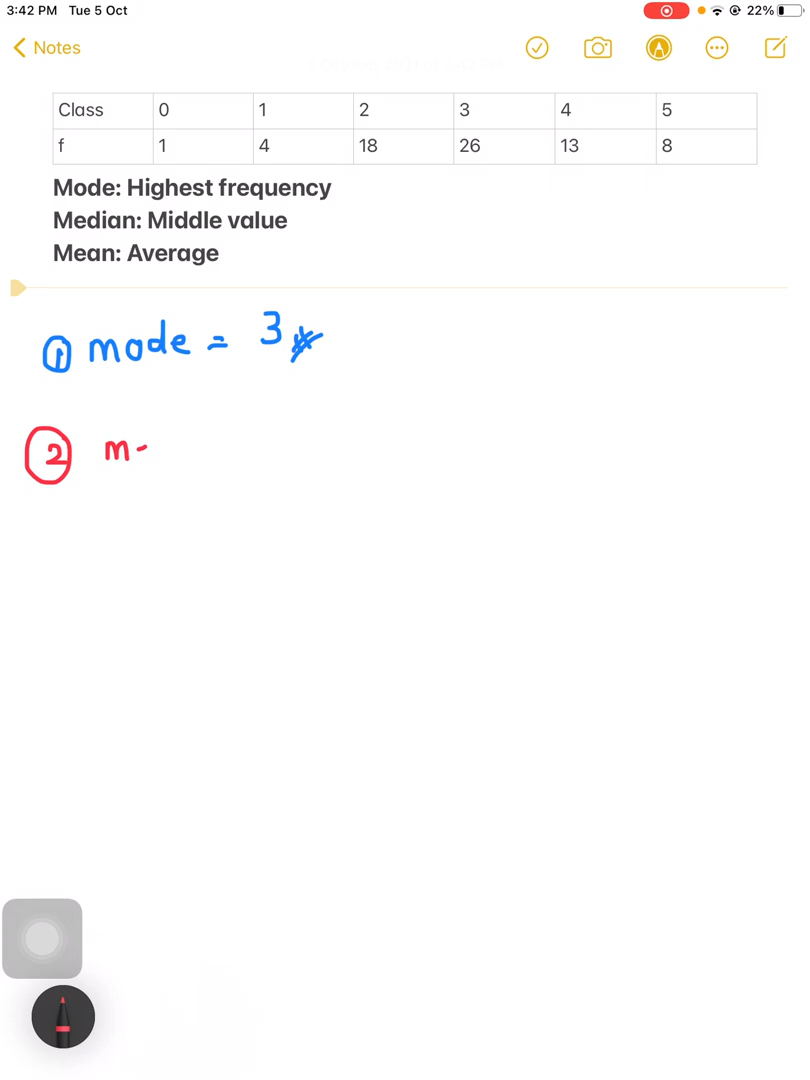 3:42 PM Tue 5 Oct 22%
Notes
Class 0 1 2 3 4 5
f 1 4 18 26 13 8
Mode: Highest frequency
Median: Middle value
Mean: Average
① mode = 3
② m-